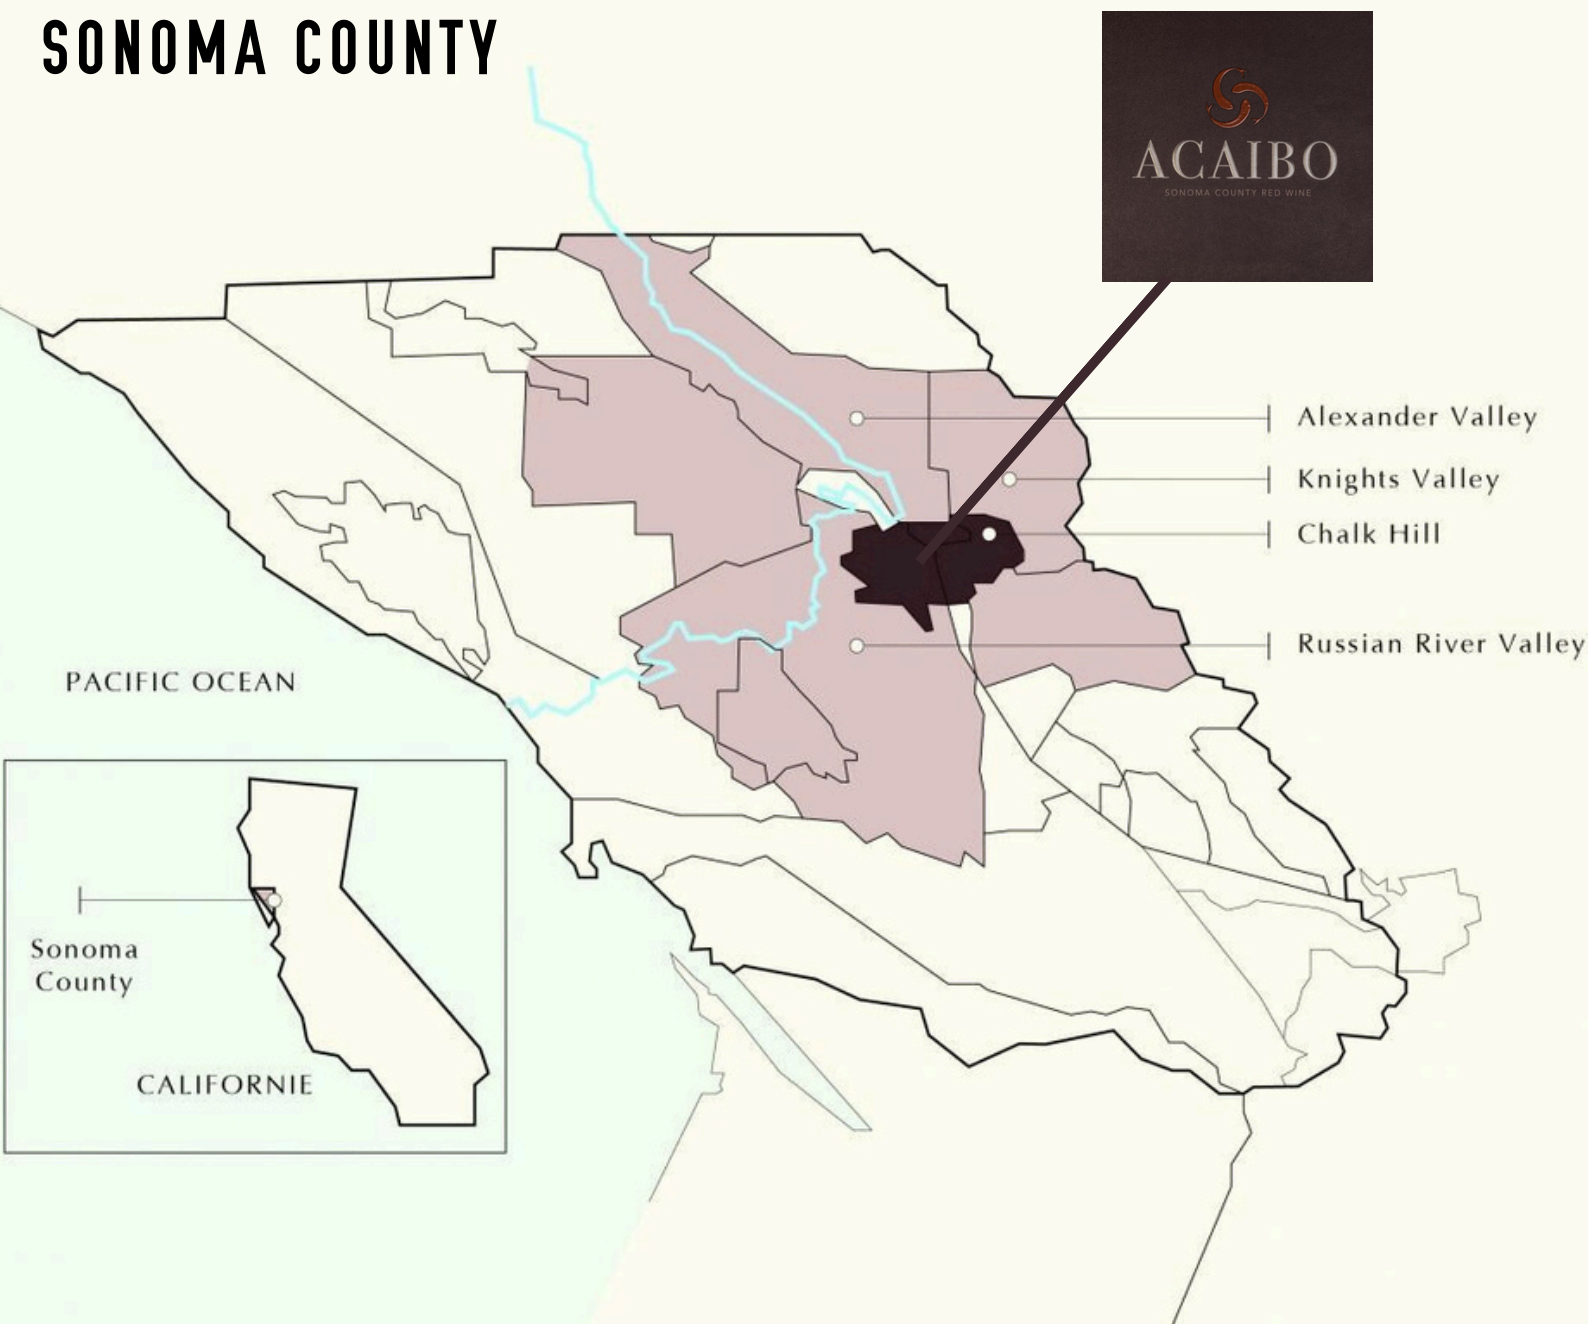 SONOMA COUNTY
ACAIBO
SONOMA COUNTY RED WINE
Alexander Valley
Knights Valley
Chalk Hill
Russian River Valley
PACIFIC OCEAN
Sonoma
County
CALIFORNIE